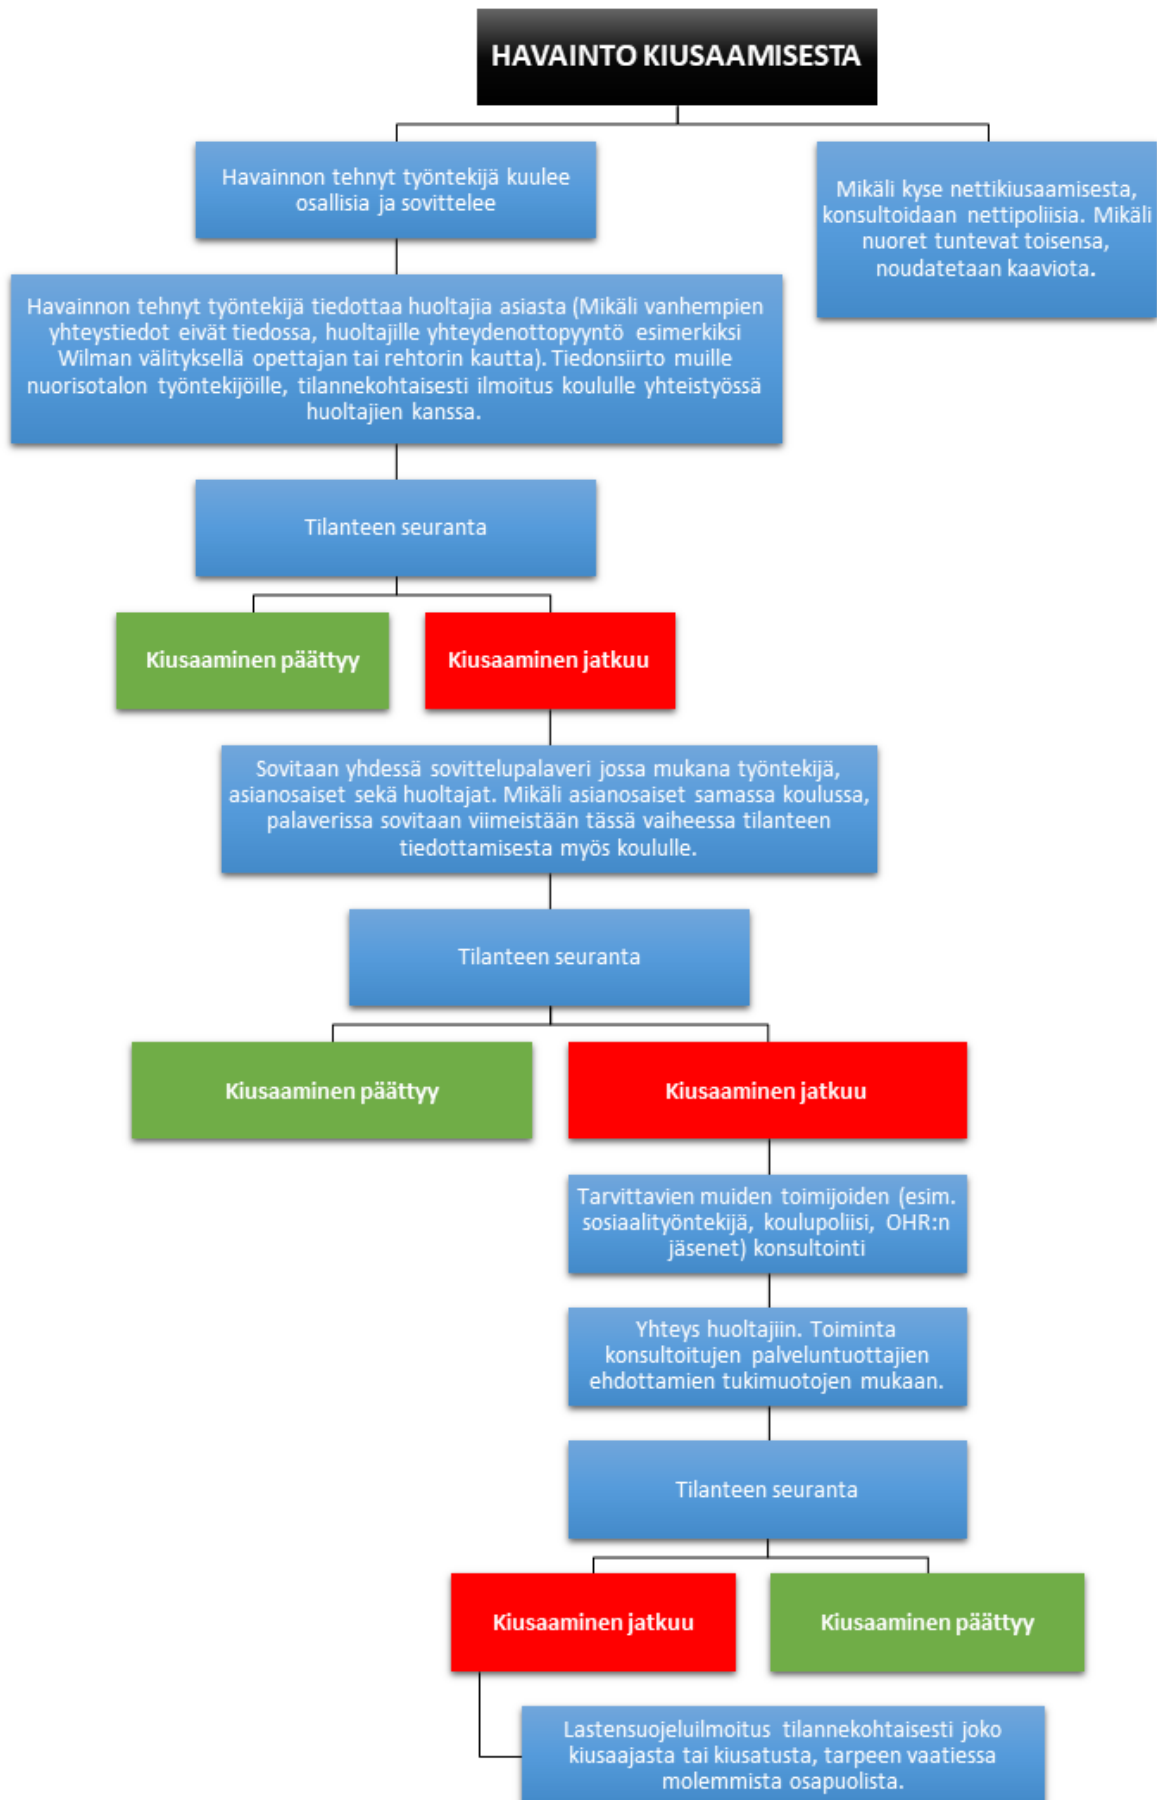 HAVAINTO KIUSAAMISESTA
Havainnon tehnyt työntekijä kuulee
osallisia ja sovittelee
Mikäli kyse nettikiusaamisesta,
konsultoidaan nettipoliisia. Mikäli
nuoret tuntevat toisensa,
noudatetaan kaaviota.
Havainnon tehnyt työntekijä tiedottaa huoltajia asiasta (Mikäli vanhempien
yhteystiedot eivät tiedossa, huoltajille yhteydenottopyyntö esimerkiksi
Wilman välityksellä opettajan tai rehtorin kautta). Tiedonsiirto muille
nuorisotalon työntekijöille, tilannekohtaisesti ilmoitus koululle yhteistyössä
huoltajien kanssa.
Tilanteen seuranta
Kiusaaminen päättyy
Kiusaaminen jatkuu
Sovitaan yhdessä sovittelupalaveri jossa mukana työntekijä,
asianosaiset sekä huoltajat. Mikäli asianosaiset samassa koulussa,
palaverissa sovitaan viimeistään tässä vaiheessa tilanteen
tiedottamisesta myös koululle.
Tilanteen seuranta
Kiusaaminen päättyy
Kiusaaminen jatkuu
Tarvittavien muiden toimijoiden (esim.
sosiaalityöntekijä, koulupoliisi, OHR:n
jäsenet) konsultointi
Yhteys huoltajiin. Toiminta
konsultoitujen palveluntuottajien
ehdottamien tukimuotojen mukaan.
Tilanteen seuranta
Kiusaaminen jatkuu
Kiusaaminen päättyy
Lastensuojeluilmoitus tilannekohtaisesti joko
kiusaajasta tai kiusatusta, tarpeen vaatiessa
molemmista osapuolista.